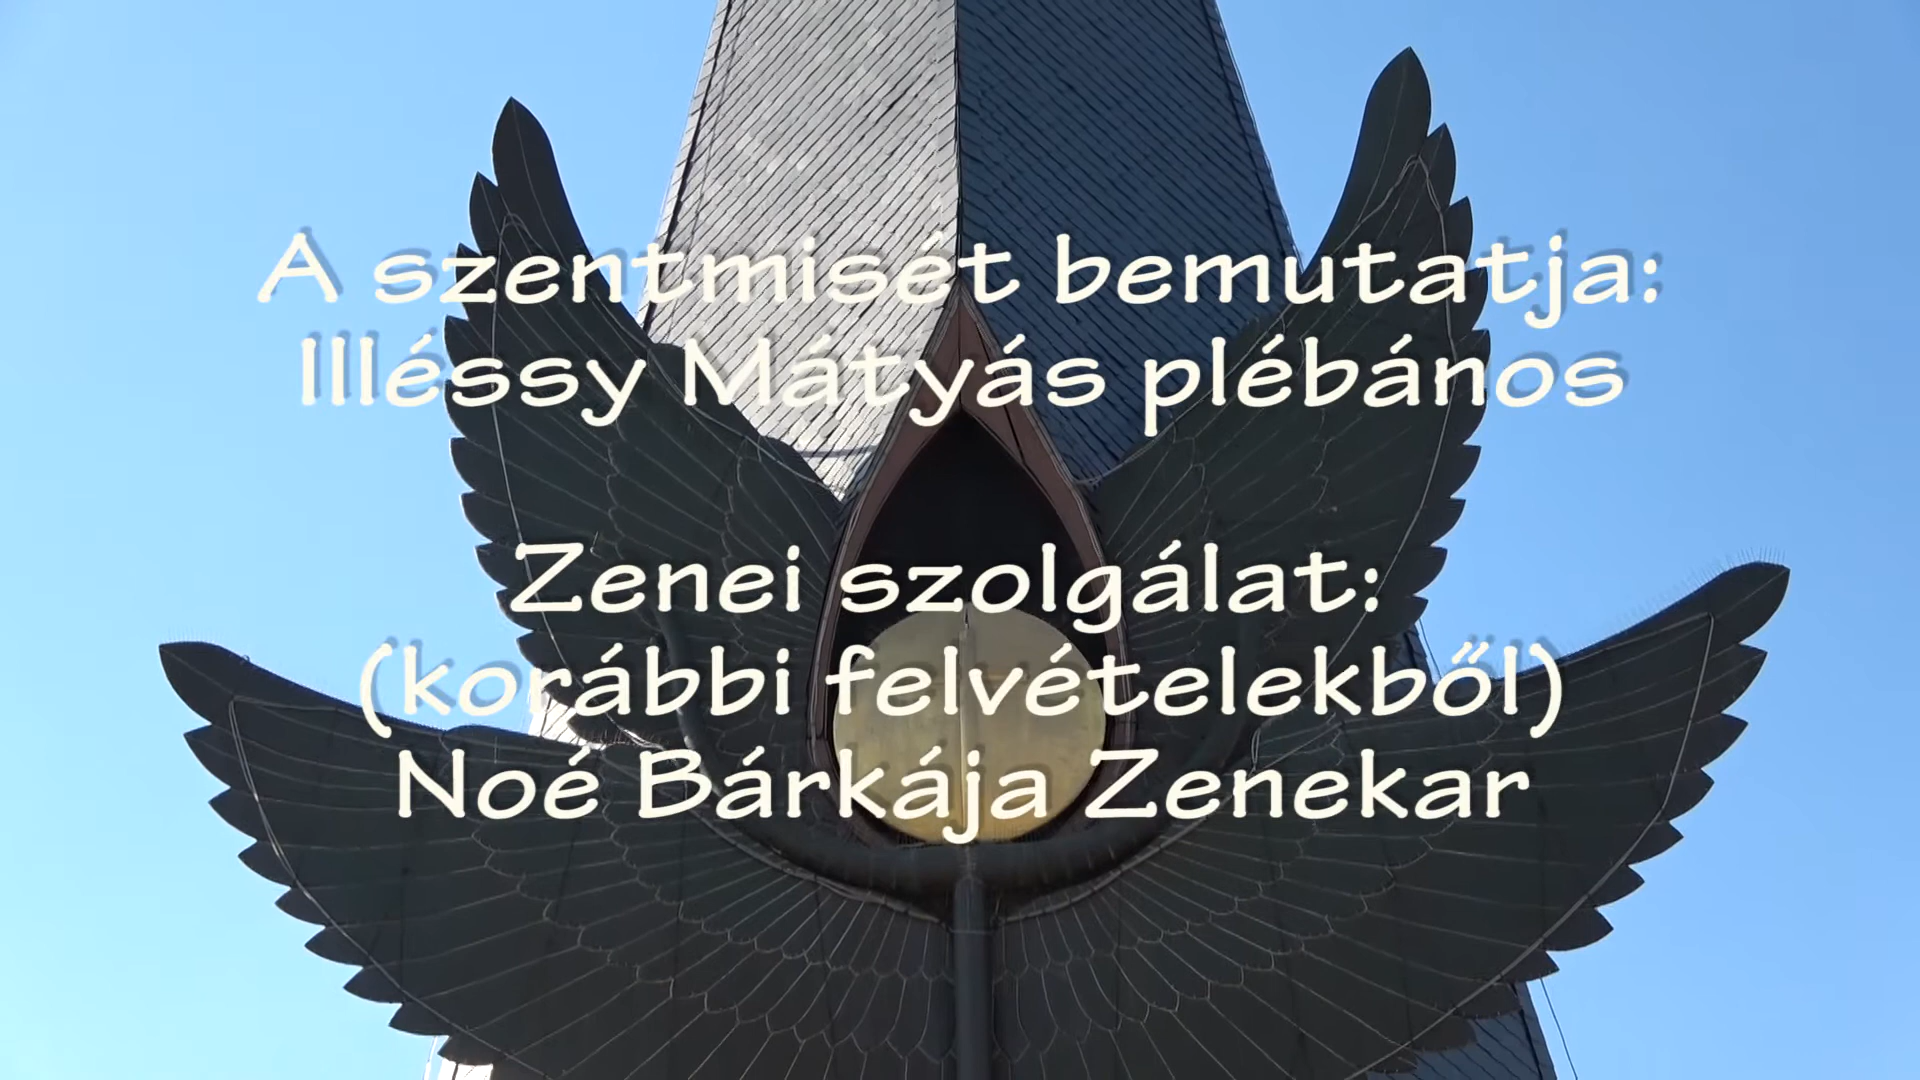 A szentmisét bemutatja:
Illéssy Mátyás plébános
Zenei szolgálat:
(korábbi felvételekből)
Noé Bárkája Zenekar